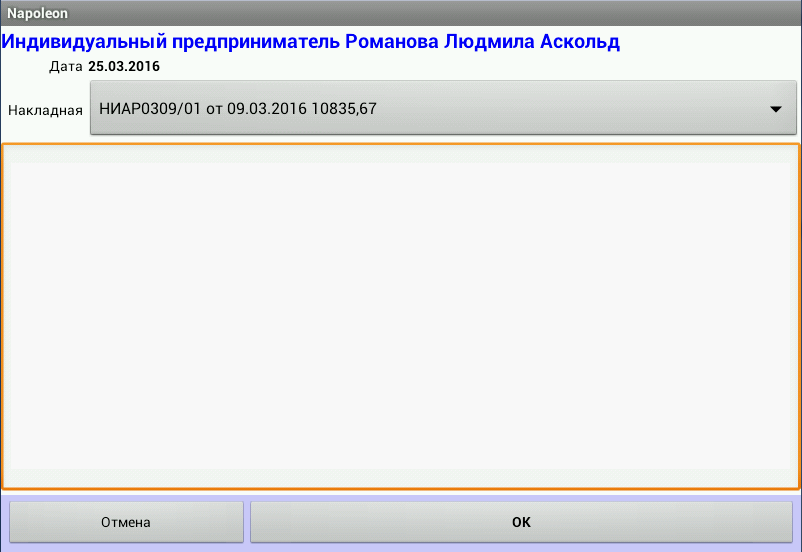 Napoleon
Индивидуальный предприниматель Романова Людмила Аскольд
Дата 25.03.2016
Накладная НИАР0309/01 от 09.03.2016 10835,67
Отмена OK